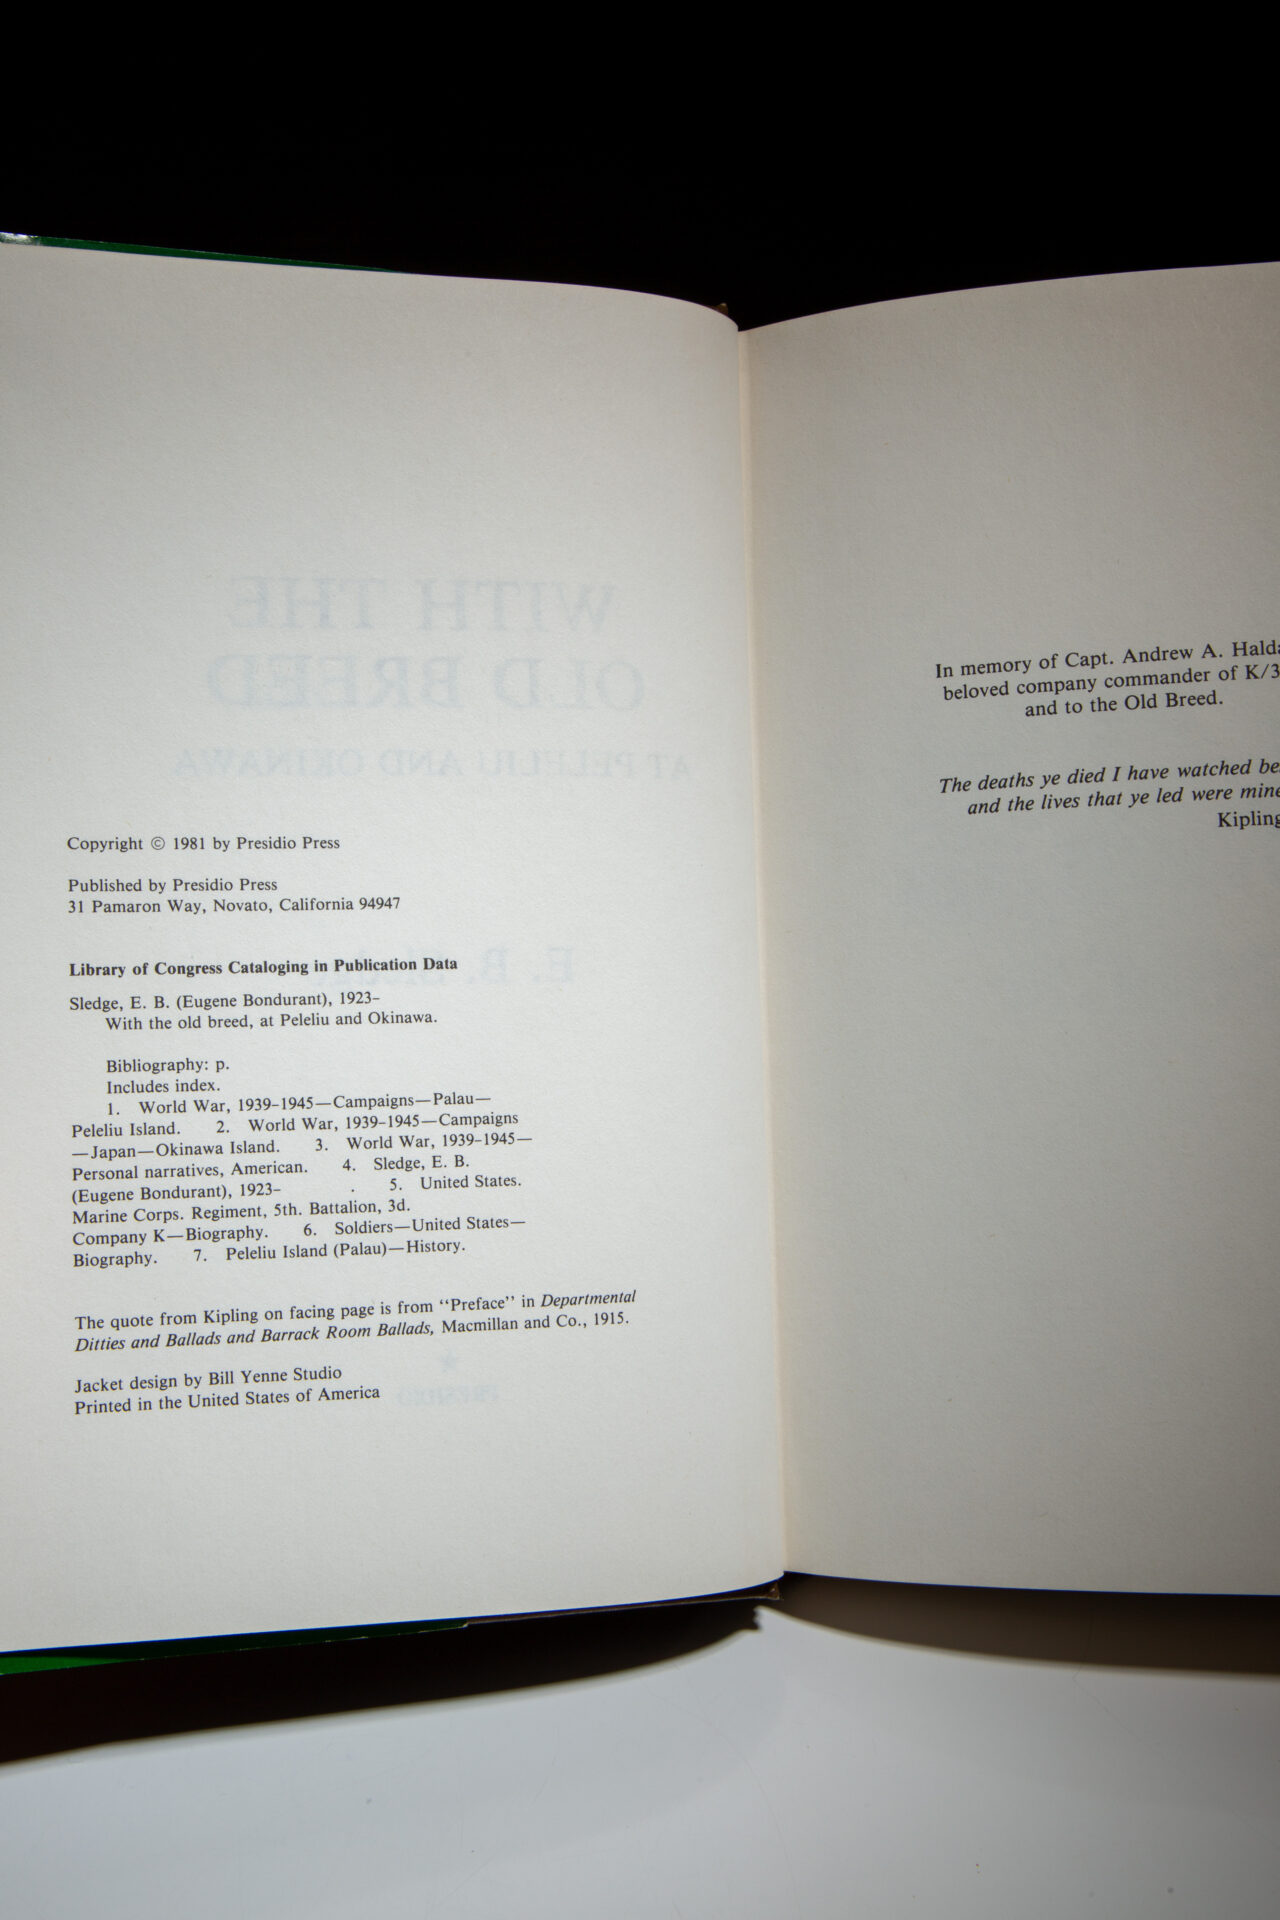 Copyright © 1981 by Presidio Press
Published by Presidio Press
31 Pamaron Way, Novato, California 94947
Library of Congress Cataloging in Publication Data
Sledge, E. B. (Eugene Bondurant), 1923–
With the old breed, at Peleliu and Okinawa.
Bibliography: p.
Includes index.
1. World War, 1939–1945—Campaigns—Palau—
Peleliu Island. 2. World War, 1939–1945—Campaigns
—Japan—Okinawa Island. 3. World War, 1939–1945—
Personal narratives, American. 4. Sledge, E. B.
(Eugene Bondurant), 1923– . 5. United States.
Marine Corps. Regiment, 5th. Battalion, 3d.
Company K—Biography. 6. Soldiers—United States—
Biography. 7. Peleliu Island (Palau)—History.
The quote from Kipling on facing page is from “Preface” in Departmental
Ditties and Ballads and Barrack Room Ballads, Macmillan and Co., 1915.
Jacket design by Bill Yenne Studio
Printed in the United States of America
In memory of Capt. Andrew A.
beloved company commander of K/3
and to the Old Breed.
The deaths ye died I have watched
and the lives that ye led were mine
Kipling